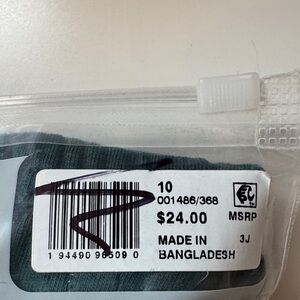 10
001486/368
$24.00 MSRP
MADE IN 3J
BANGLADESH
1 94490 96509 0